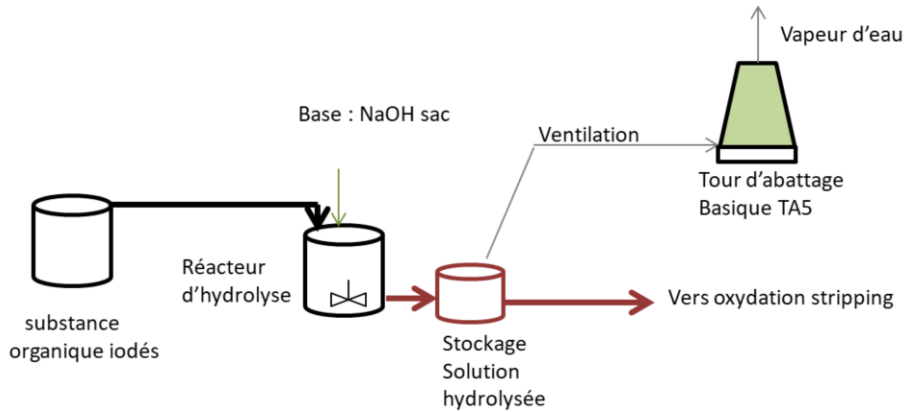 Vapeur d'eau
Base : NaOH sac
Ventilation
Tour d'abattage
Basique TA5
Réacteur
d'hydrolyse
Vers oxydation stripping
substance
organique iodés
Stockage
Solution
hydrolysée